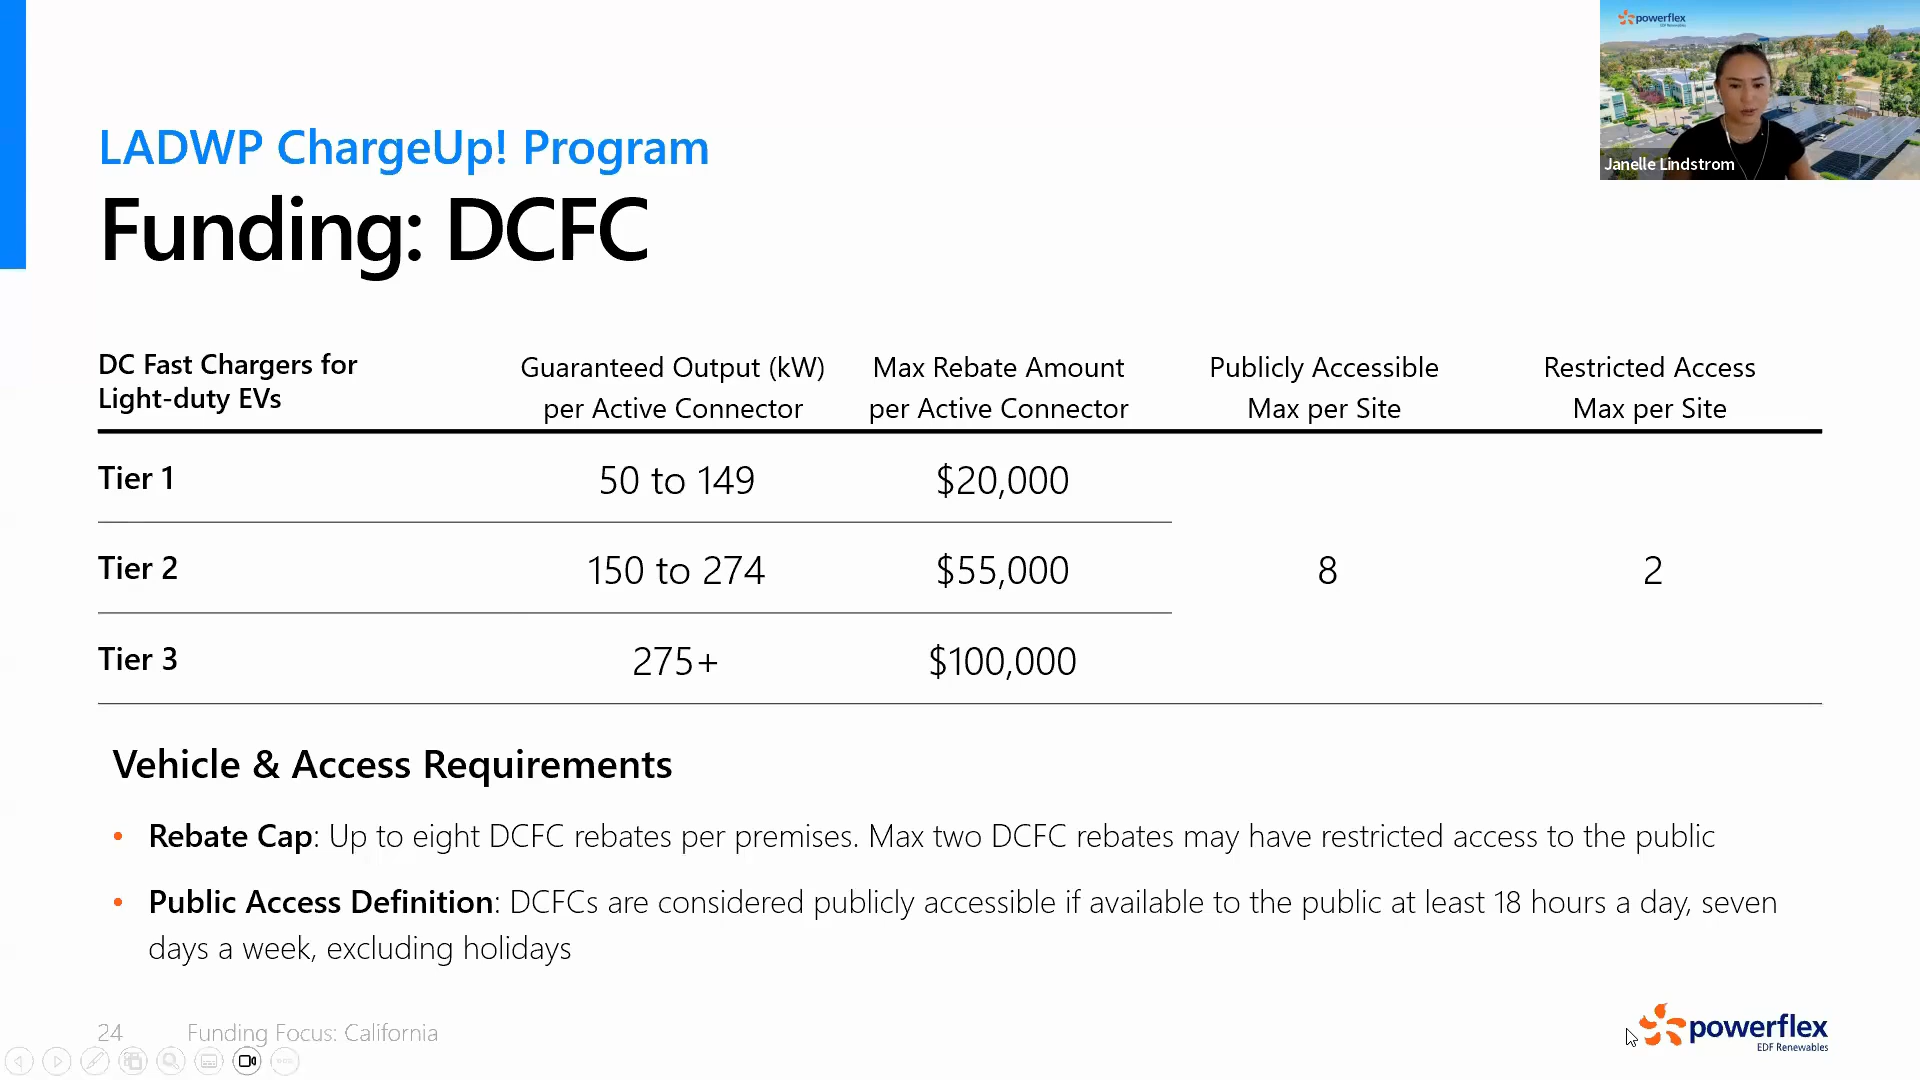 powerflex
EDF Renewables
Janelle Lindstrom
LADWP ChargeUp! Program
Funding: DCFC
DC Fast Chargers for
Light-duty EVs
Guaranteed Output (kW)
per Active Connector
Max Rebate Amount
per Active Connector
Publicly Accessible
Max per Site
Restricted Access
Max per Site
Tier 1
50 to 149
$20,000
Tier 2
150 to 274
$55,000
8
2
Tier 3
275+
$100,000
Vehicle & Access Requirements
• Rebate Cap: Up to eight DCFC rebates per premises. Max two DCFC rebates may have restricted access to the public
• Public Access Definition: DCFCs are considered publicly accessible if available to the public at least 18 hours a day, seven
days a week, excluding holidays
24
Funding Focus: California
powerflex
EDF Renewables